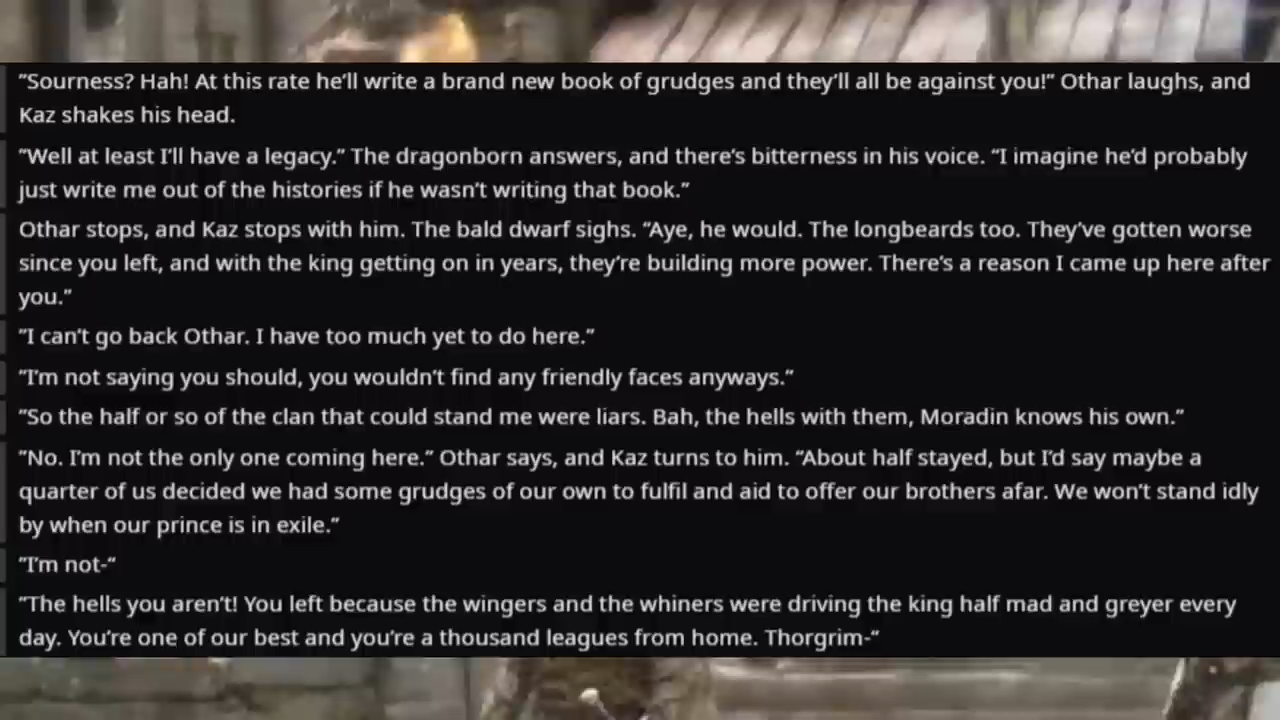 “Sourness? Hah! At this rate he’ll write a brand new book of grudges and they’ll all be against you!” Othar laughs, and
Kaz shakes his head.
“Well at least I’ll have a legacy.” The dragonborn answers, and there’s bitterness in his voice. “I imagine he’d probably
just write me out of the histories if he wasn’t writing that book.”
Othar stops, and Kaz stops with him. The bald dwarf sighs. “Aye, he would. The longbeards too. They’ve gotten worse
since you left, and with the king getting on in years, they’re building more power. There’s a reason I came up here after
you.”
“I can’t go back Othar. I have too much yet to do here.”
“I’m not saying you should, you wouldn’t find any friendly faces anyways.”
“So the half or so of the clan that could stand me were liars. Bah, the hells with them, Moradin knows his own.”
“No. I’m not the only one coming here.” Othar says, and Kaz turns to him. “About half stayed, but I’d say maybe a
quarter of us decided we had some grudges of our own to fulfil and aid to offer our brothers afar. We won’t stand idly
by when our prince is in exile.”
“I’m not-“
“The hells you aren’t! You left because the wingers and the whiners were driving the king half mad and greyer every
day. You’re one of our best and you’re a thousand leagues from home. Thorgrim-“